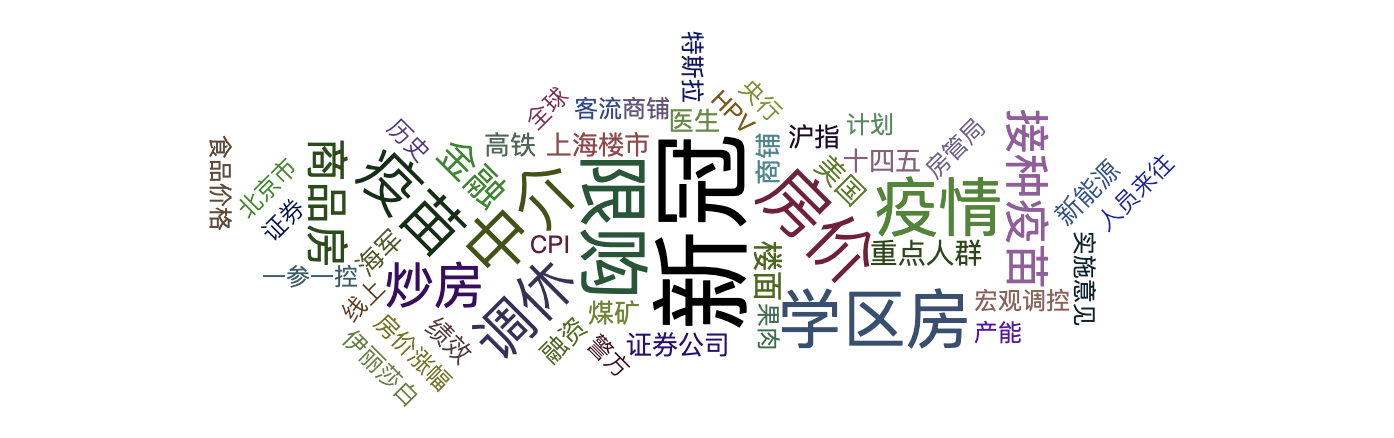 特斯拉
全球
客流
商铺
医生
HPV
央行
历史
高铁
上海楼市
沪指
计划
食品价格
北京市
商品房
疫苗
金融
中介
限购
新冠
商铺
房价
美国
十四五
房管局
疫情
接种疫苗
新能源
人员来往
证券
海军
一参一控
线上
炒房
CPI
调休
楼面
重点人群
实施意见
煤矿
果肉
学区房
宏观调控
产能
伊丽莎白
房价涨幅
绩效
融资
警方
证券公司